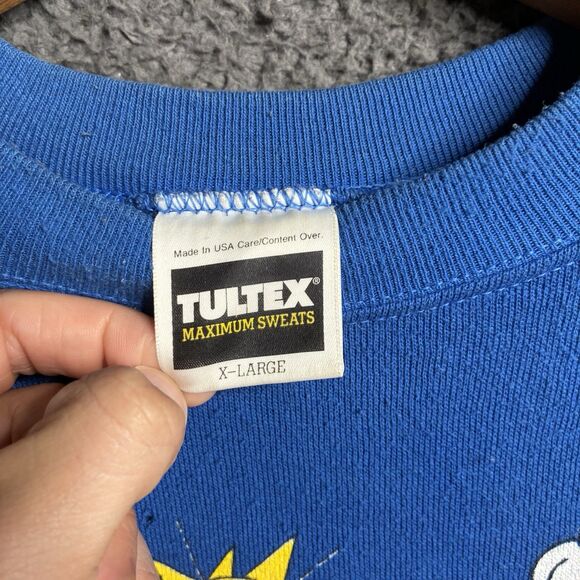 Made In USA Care/Content Over.
TULTEX®
MAXIMUM SWEATS
X-LARGE